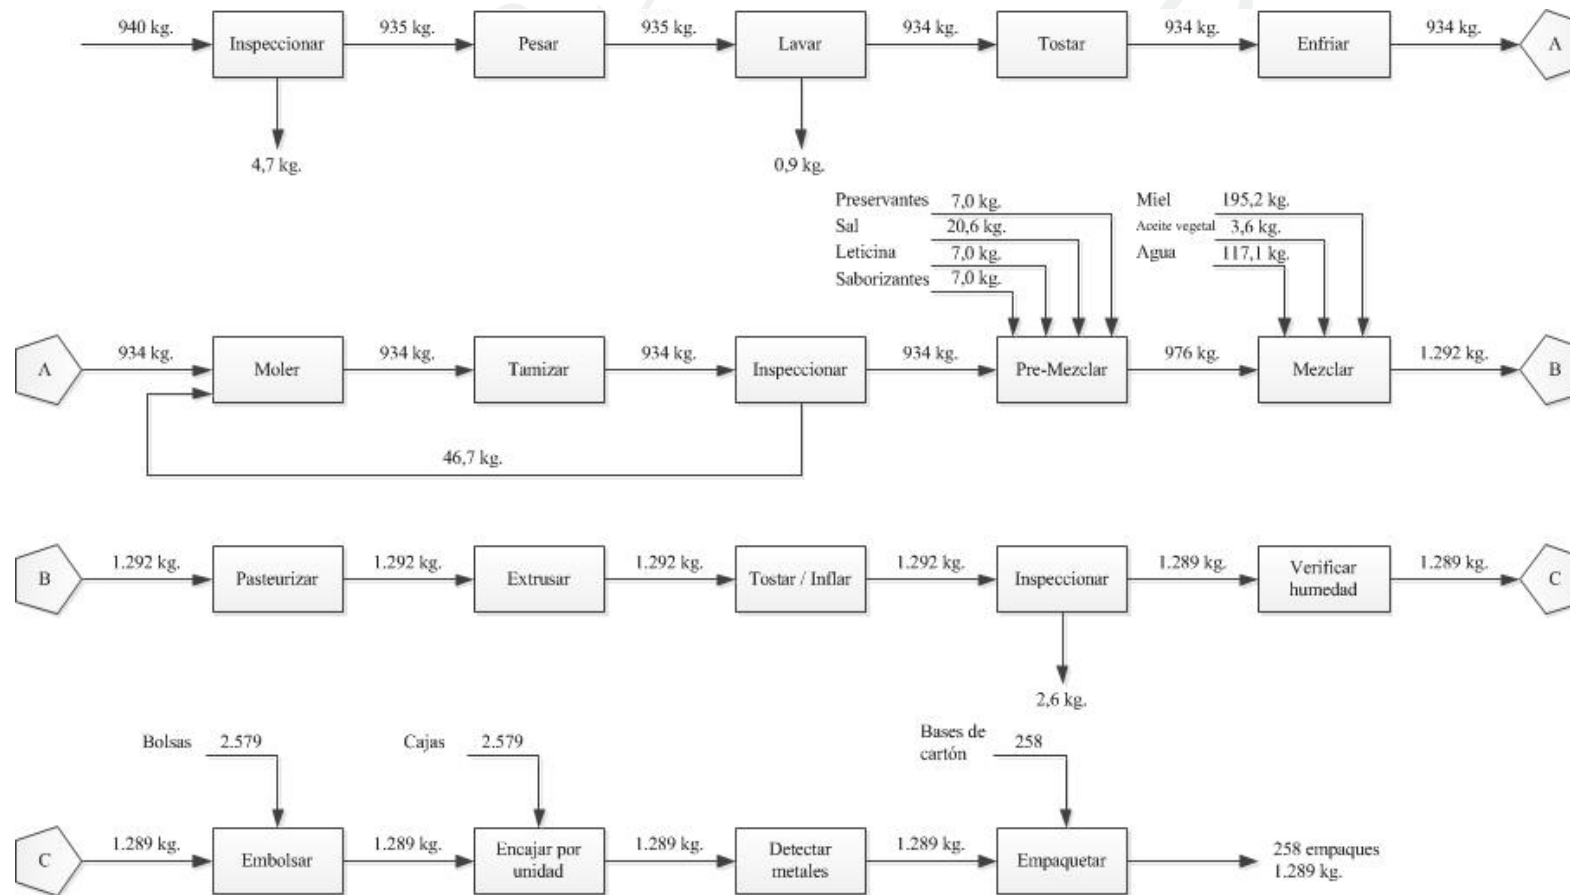 940 kg.
Inspeccionar
935 kg.
Pesar
935 kg.
Lavar
934 kg.
Tostar
934 kg.
Enfriar
934 kg.
A
4,7 kg.
0,9 kg.
Preservantes 7,0 kg.
Sal 20,6 kg.
Leticina 7,0 kg.
Saborizantes 7,0 kg.
Miel 195,2 kg.
Aceite vegetal 3,6 kg.
Agua 117,1 kg.
A
934 kg.
Moler
934 kg.
Tamizar
934 kg.
Inspeccionar
934 kg.
Pre-Mezclar
976 kg.
Mezclar
1.292 kg.
B
46,7 kg.
B
1.292 kg.
Pasteurizar
1.292 kg.
Extrusar
1.292 kg.
Tostar / Inflar
1.292 kg.
Inspeccionar
1.289 kg.
Verificar
humedad
1.289 kg.
C
2,6 kg.
Bolsas 2.579
Cajas 2.579
Bases de
cartón
258
C
1.289 kg.
Embolsar
1.289 kg.
Encajar por
unidad
1.289 kg.
Detectar
metales
1.289 kg.
Empaquetar
258 empaques
1.289 kg.